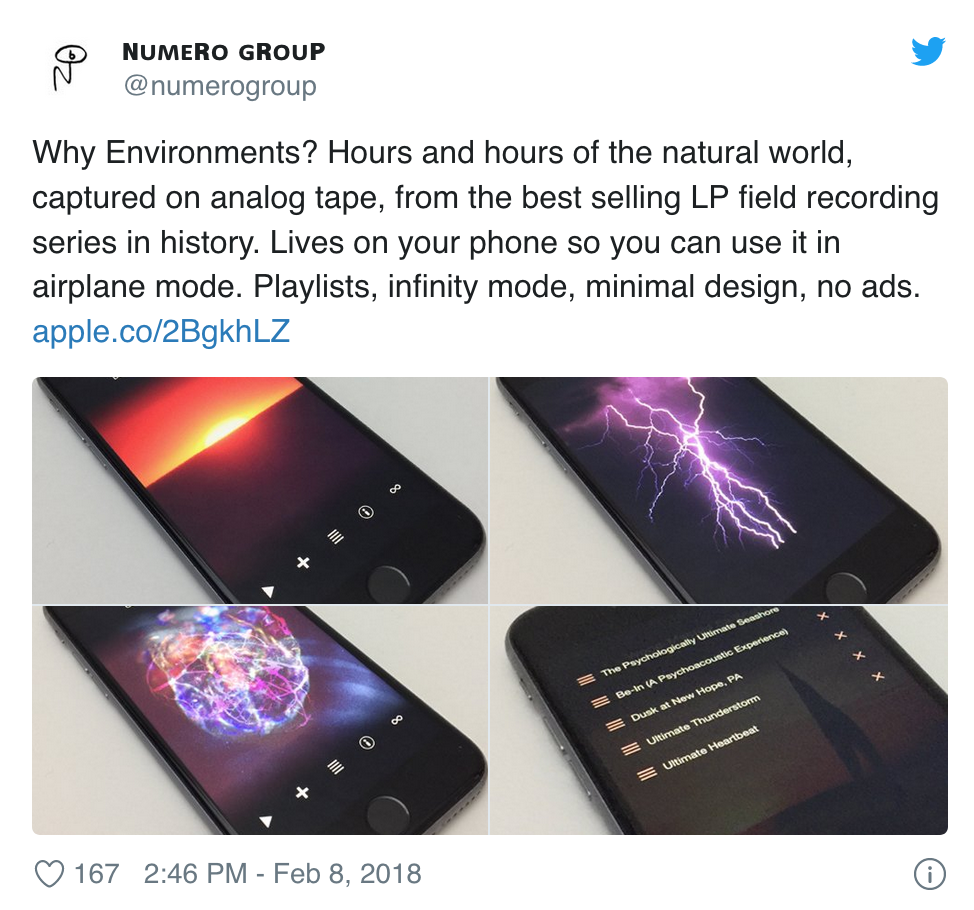 NUMERO GROUP
@numerogroup
Why Environments? Hours and hours of the natural world,
captured on analog tape, from the best selling LP field recording
series in history. Lives on your phone so you can use it in
airplane mode. Playlists, infinity mode, minimal design, no ads.
apple.co/2BgkhLZ
The Psychologically Ultimate Seashore
Be-In (A Psychoacoustic Experience)
Dusk at New Hope, PA
Ultimate Thunderstorm
Ultimate Heartbeat
167 2:46 PM - Feb 8, 2018